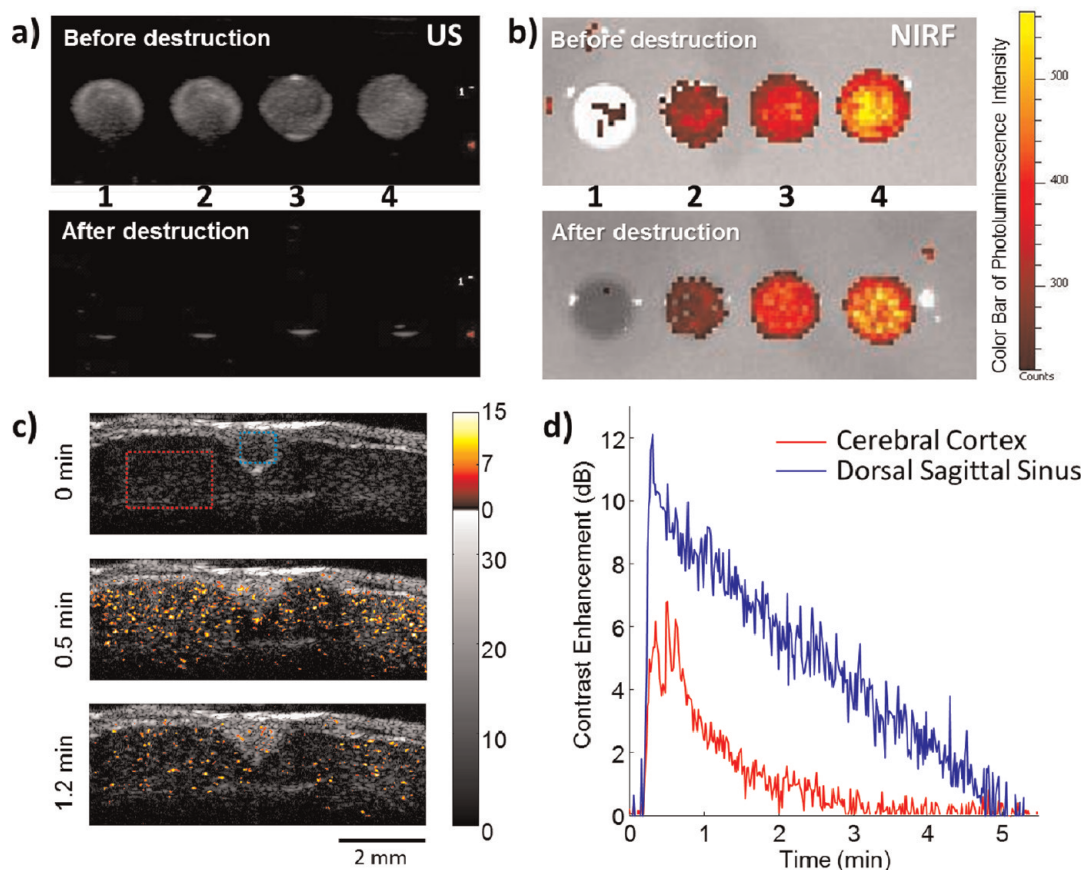 a)
Before destruction
US
1
1 2 3 4
After destruction
1
b)
Before destruction
NIRF
1 2 3 4
After destruction
Color Bar of Photoluminescence Intensity
500
400
300
Counts
c)
0 min
0.5 min
1.2 min
15
7
0
30
20
10
0
2 mm
d)
Cerebral Cortex
Dorsal Sagittal Sinus
Contrast Enhancement (dB)
12
10
8
6
4
2
0
0 1 2 3 4 5
Time (min)